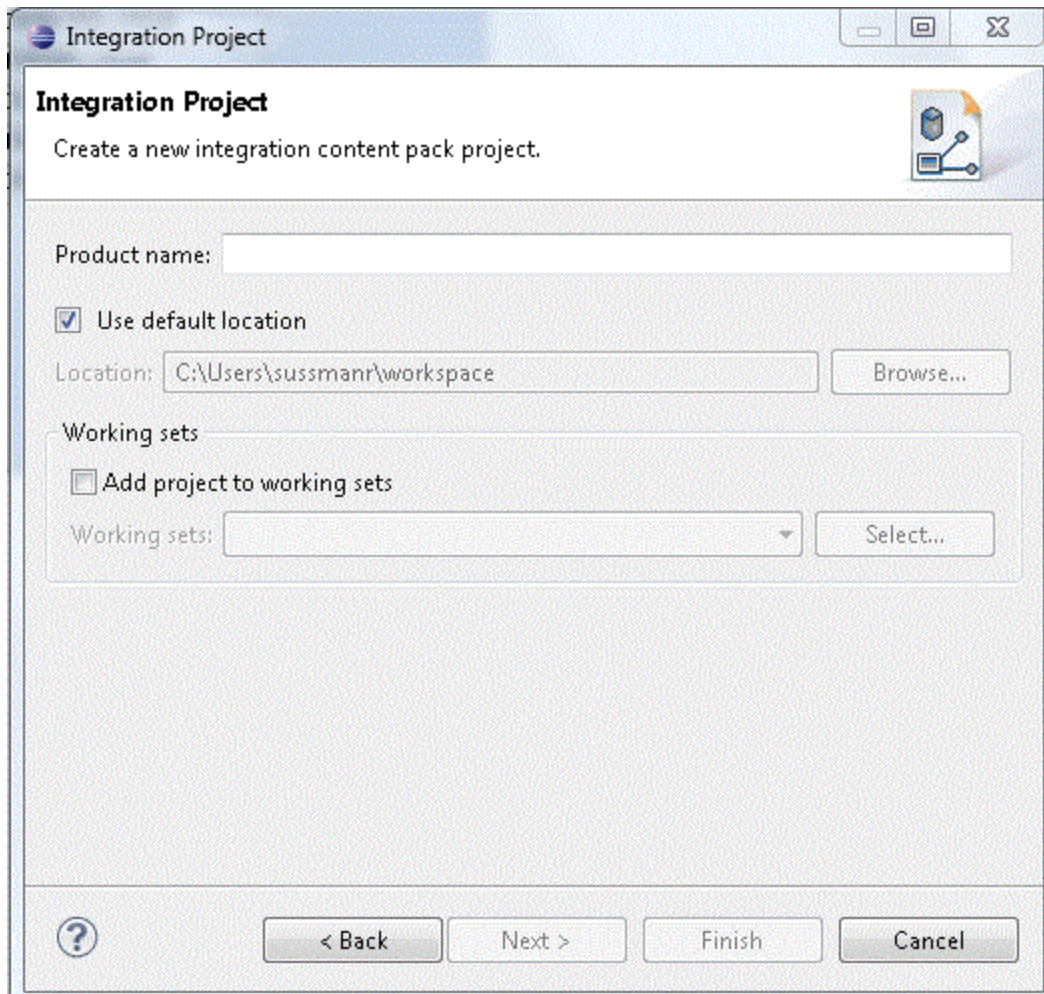 Integration Project
Integration Project
Create a new integration content pack project.
Product name:
Use default location
Location: C:\Users\sussmanr\workspace Browse...
Working sets
Add project to working sets
Working sets: Select...
? < Back Next > Finish Cancel